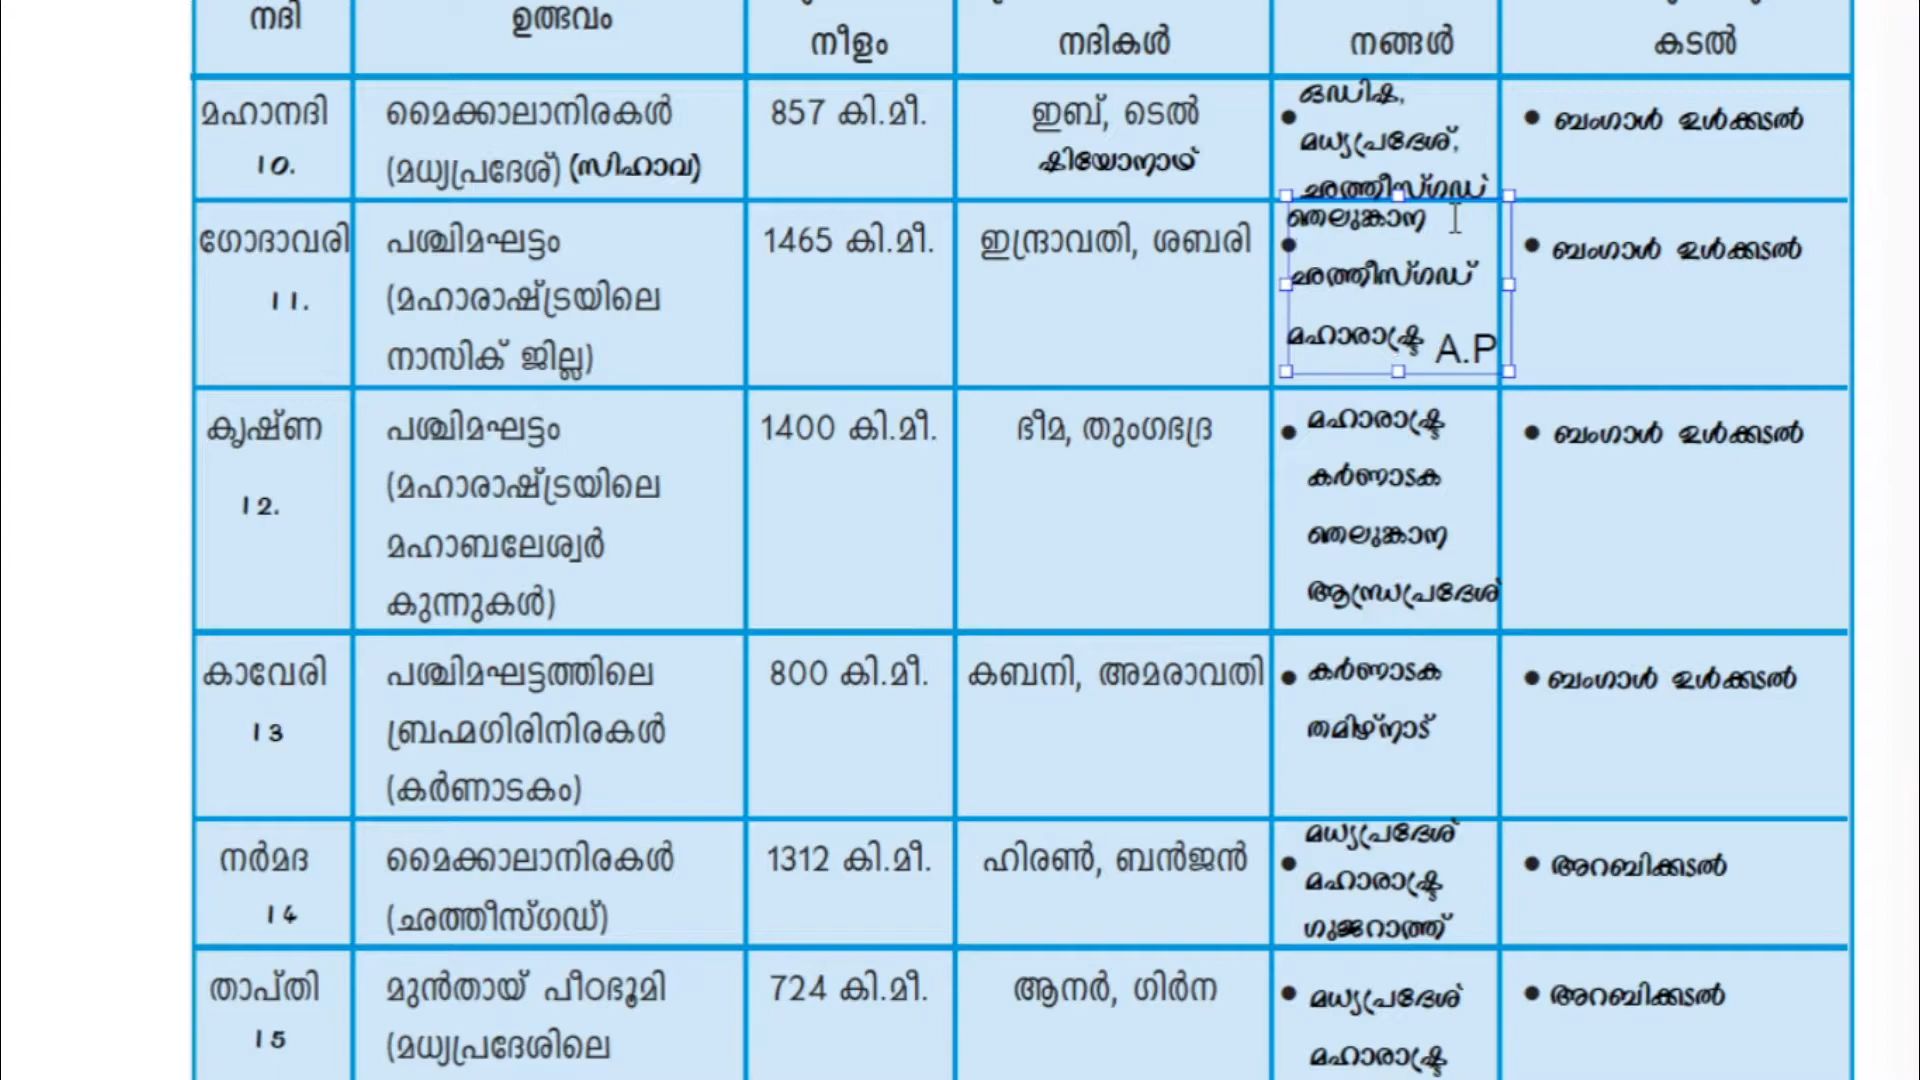 നദി
ഉത്ഭവം
നീളം
നദികൾ
നങ്ങൾ
കടൽ
മഹാനദി
10.
മൈക്കാലാനിരകൾ
(മധ്യപ്രദേശ്) (സിഹാവ)
857 കി.മീ.
ഇബ്, ടെൽ
ഷിയോനാഥ്
ഒഡിഷ,
മധ്യപ്രദേശ്,
ഛത്തീസ്ഗഡ്
ബംഗാൾ ഉൾക്കടൽ
ഗോദാവരി
11.
പശ്ചിമഘട്ടം
(മഹാരാഷ്ട്രയിലെ
നാസിക് ജില്ല)
1465 കി.മീ.
ഇന്ദ്രാവതി, ശബരി
തെലുങ്കാന
ഛത്തീസ്ഗഡ്
മഹാരാഷ്ട്ര A.P
ബംഗാൾ ഉൾക്കടൽ
കൃഷ്ണ
12.
പശ്ചിമഘട്ടം
(മഹാരാഷ്ട്രയിലെ
മഹാബലേശ്വർ
കുന്നുകൾ)
1400 കി.മീ.
ഭീമ, തുംഗഭദ്ര
മഹാരാഷ്ട്ര
കർണാടക
തെലുങ്കാന
ആന്ധ്രപ്രദേശ്
ബംഗാൾ ഉൾക്കടൽ
കാവേരി
13
പശ്ചിമഘട്ടത്തിലെ
ബ്രഹ്മഗിരിനിരകൾ
(കർണാടകം)
800 കി.മീ.
കബനി, അമരാവതി
കർണാടക
തമിഴ്നാട്
ബംഗാൾ ഉൾക്കടൽ
നർമദ
14
മൈക്കാലാനിരകൾ
(ഛത്തീസ്ഗഡ്)
1312 കി.മീ.
ഹിരൺ, ബൻജൻ
മധ്യപ്രദേശ്
മഹാരാഷ്ട്ര
ഗുജറാത്ത്
അറബിക്കടൽ
താപ്തി
15
മുൻതായ് പീഠഭൂമി
(മധ്യപ്രദേശിലെ
724 കി.മീ.
ആനർ, ഗിർന
മധ്യപ്രദേശ്
മഹാരാഷ്ട്ര
അറബിക്കടൽ